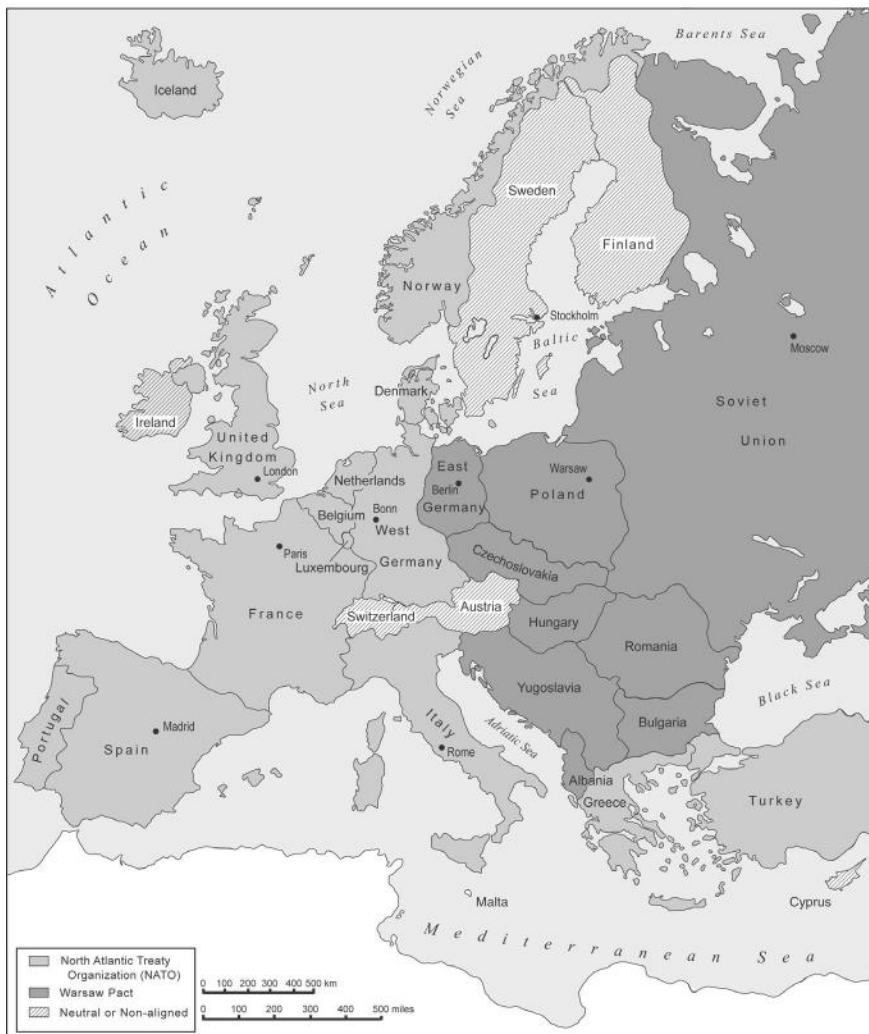 Barents Sea
Norwegian
Sea
Iceland
Atlantic
Ocean
Sweden
Finland
Norway
Stockholm
Baltic
Sea
Moscow
North
Sea
Denmark
Soviet
Union
Ireland
United
Kingdom
London
Netherlands
East
Berlin
Germany
Warsaw
Poland
Belgium
Bonn
West
Germany
Paris
Luxembourg
Czechoslovakia
France
Switzerland
Austria
Hungary
Romania
Yugoslavia
Black Sea
Portugal
Madrid
Spain
Italy
Rome
Adriatic Sea
Bulgaria
Albania
Greece
Turkey
Malta
Cyprus
Mediterranean Sea
North Atlantic Treaty
Organization (NATO)
Warsaw Pact
Neutral or Non-aligned
0 100 200 300 400 500 km
0 100 200 300 400 500 miles